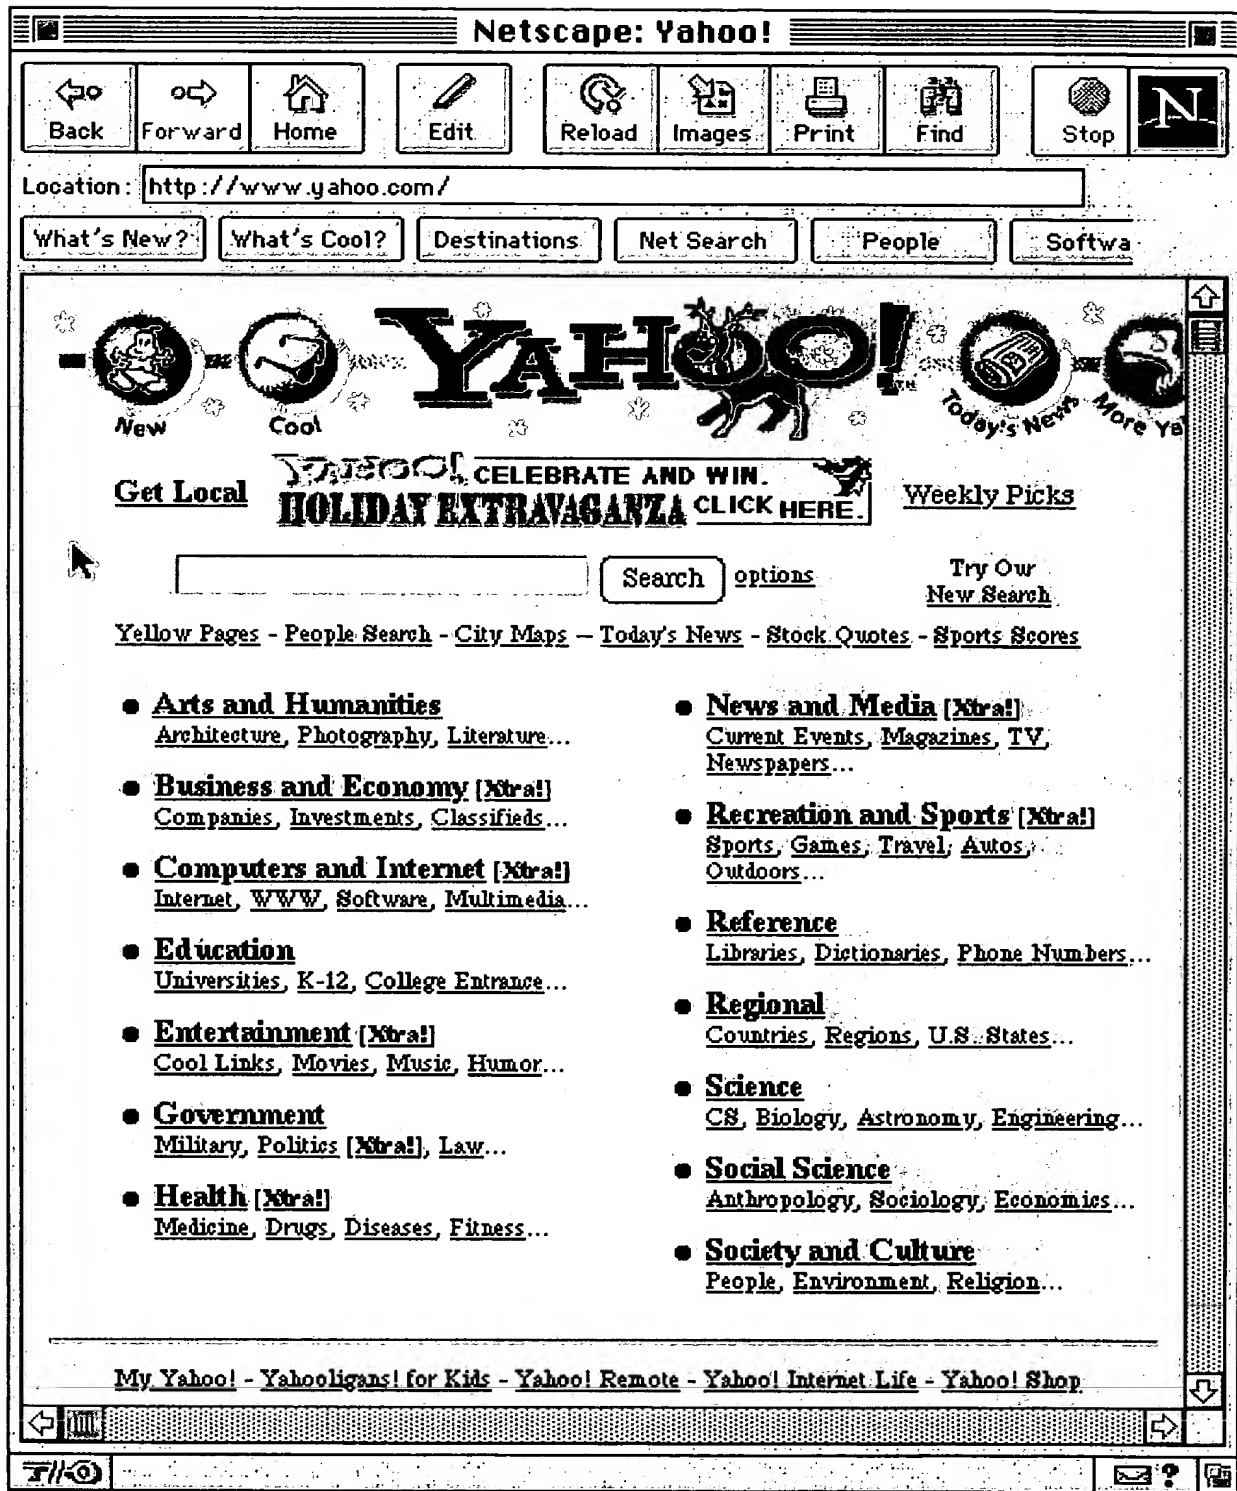 Netscape: Yahoo!
Back Forward Home Edit Reload Images Print Find Stop N
Location: http://www.yahoo.com/
What's New? What's Cool? Destinations Net Search People Softwa
New Cool YAHOO! TM Today's News More Ya
Get Local YAHOO! CELEBRATE AND WIN. HOLIDAY EXTRAVAGANZA CLICK HERE. Weekly Picks
Search options Try Our
New Search
Yellow Pages - People Search - City Maps -- Today's News - Stock Quotes - Sports Scores
• Arts and Humanities
Architecture, Photography, Literature...
• Business and Economy [Xtra!]
Companies, Investments, Classifieds...
• Computers and Internet [Xtra!]
Internet, WWW, Software, Multimedia...
• Education
Universities, K-12, College Entrance...
• Entertainment [Xtra!]
Cool Links, Movies, Music, Humor...
• Government
Military, Politics [Xtra!], Law...
• Health [Xtra!]
Medicine, Drugs, Diseases, Fitness...
• News and Media [Xtra!]
Current Events, Magazines, TV,
Newspapers...
• Recreation and Sports [Xtra!]
Sports, Games, Travel, Autos,
Outdoors...
• Reference
Libraries, Dictionaries, Phone Numbers...
• Regional
Countries, Regions, U.S. States...
• Science
CS, Biology, Astronomy, Engineering...
• Social Science
Anthropology, Sociology, Economics...
• Society and Culture
People, Environment, Religion...
My Yahoo! - Yahooligans! for Kids - Yahoo! Remote - Yahoo! Internet Life - Yahoo! Shop
?